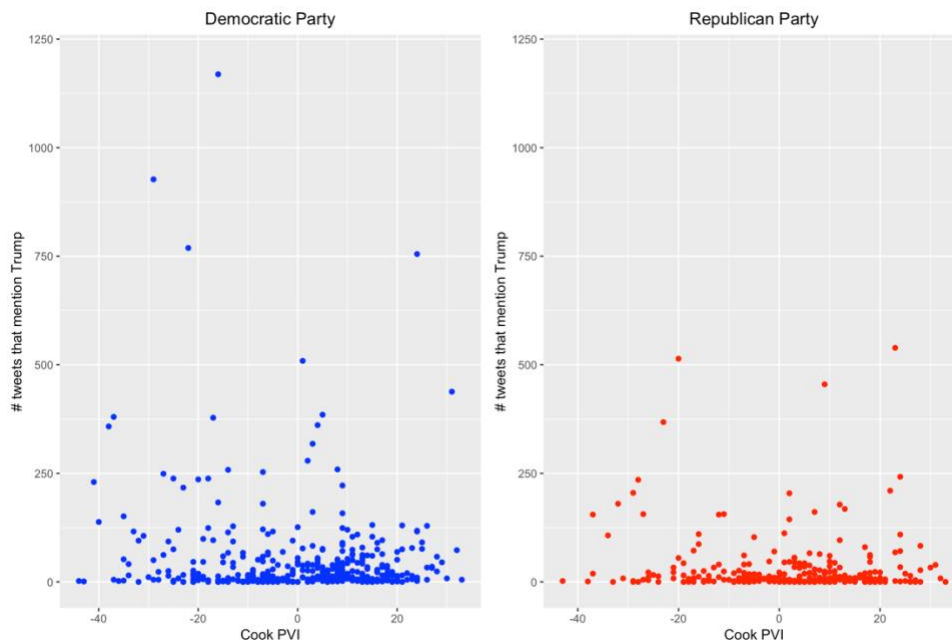 Democratic Party
1250
1000
750
500
250
0
# tweets that mention Trump
-40 -20 0 20
Cook PVI
Republican Party
1250
1000
750
500
250
0
# tweets that mention Trump
-40 -20 0 20
Cook PVI